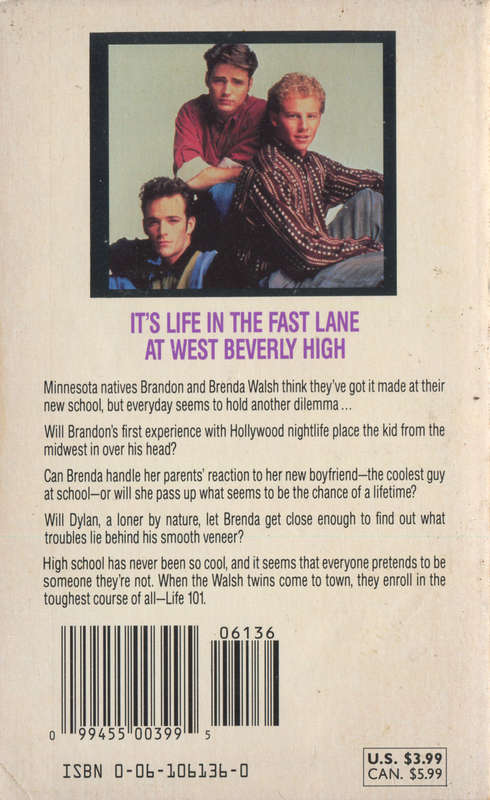 IT'S LIFE IN THE FAST LANE
AT WEST BEVERLY HIGH
Minnesota natives Brandon and Brenda Walsh think they've got it made at their
new school, but everyday seems to hold another dilemma ...
Will Brandon's first experience with Hollywood nightlife place the kid from the
midwest in over his head?
Can Brenda handle her parents' reaction to her new boyfriend—the coolest guy
at school—or will she pass up what seems to be the chance of a lifetime?
Will Dylan, a loner by nature, let Brenda get close enough to find out what
troubles lie behind his smooth veneer?
High school has never been so cool, and it seems that everyone pretends to be
someone they're not. When the Walsh twins come to town, they enroll in the
toughest course of all—Life 101.
06136
0 99455 00399 5
ISBN 0-06-106136-0
U.S. $3.99
CAN. $5.99